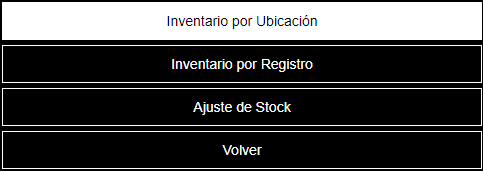 Inventario por Ubicación
Inventario por Registro
Ajuste de Stock
Volver